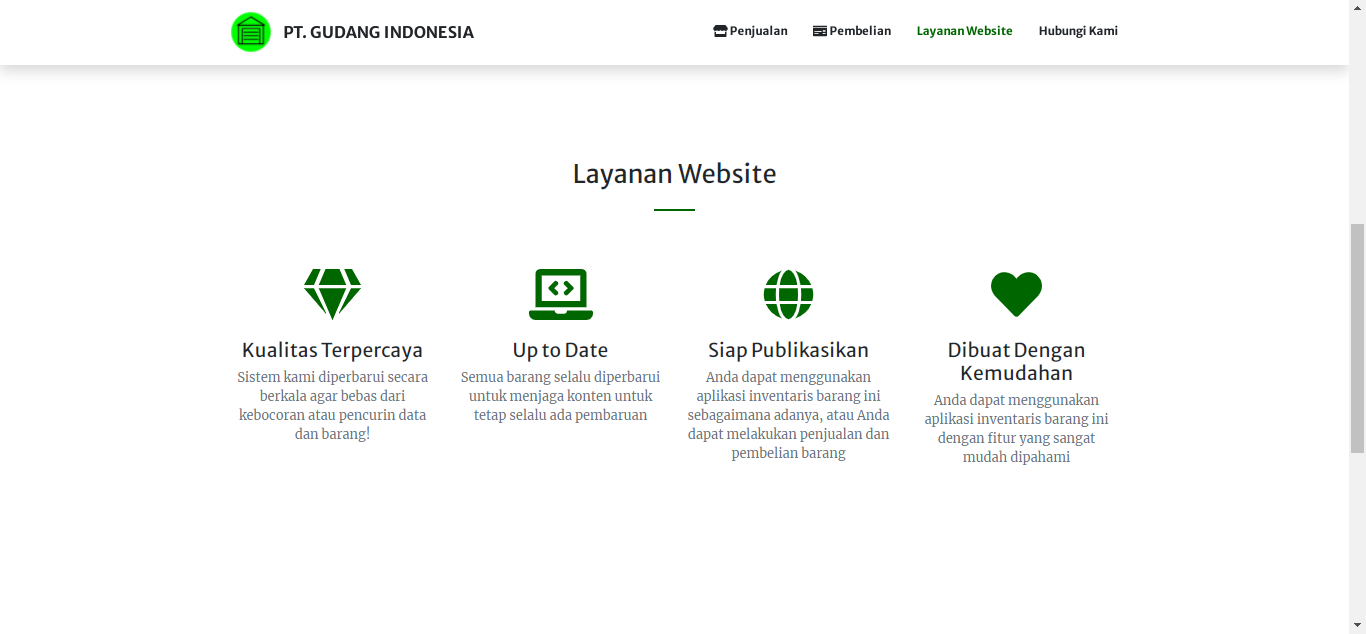 PT. GUDANG INDONESIA
Penjualan
Pembelian
Layanan Website
Hubungi Kami
Layanan Website
Kualitas Terpercaya
Sistem kami diperbarui secara
berkala agar bebas dari
kebocoran atau pencurin data
dan barang!
Up to Date
Semua barang selalu diperbarui
untuk menjaga konten untuk
tetap selalu ada pembaruan
Siap Publikasikan
Anda dapat menggunakan
aplikasi inventaris barang ini
sebagaimana adanya, atau Anda
dapat melakukan penjualan dan
pembelian barang
Dibuat Dengan
Kemudahan
Anda dapat menggunakan
aplikasi inventaris barang ini
dengan fitur yang sangat
mudah dipahami